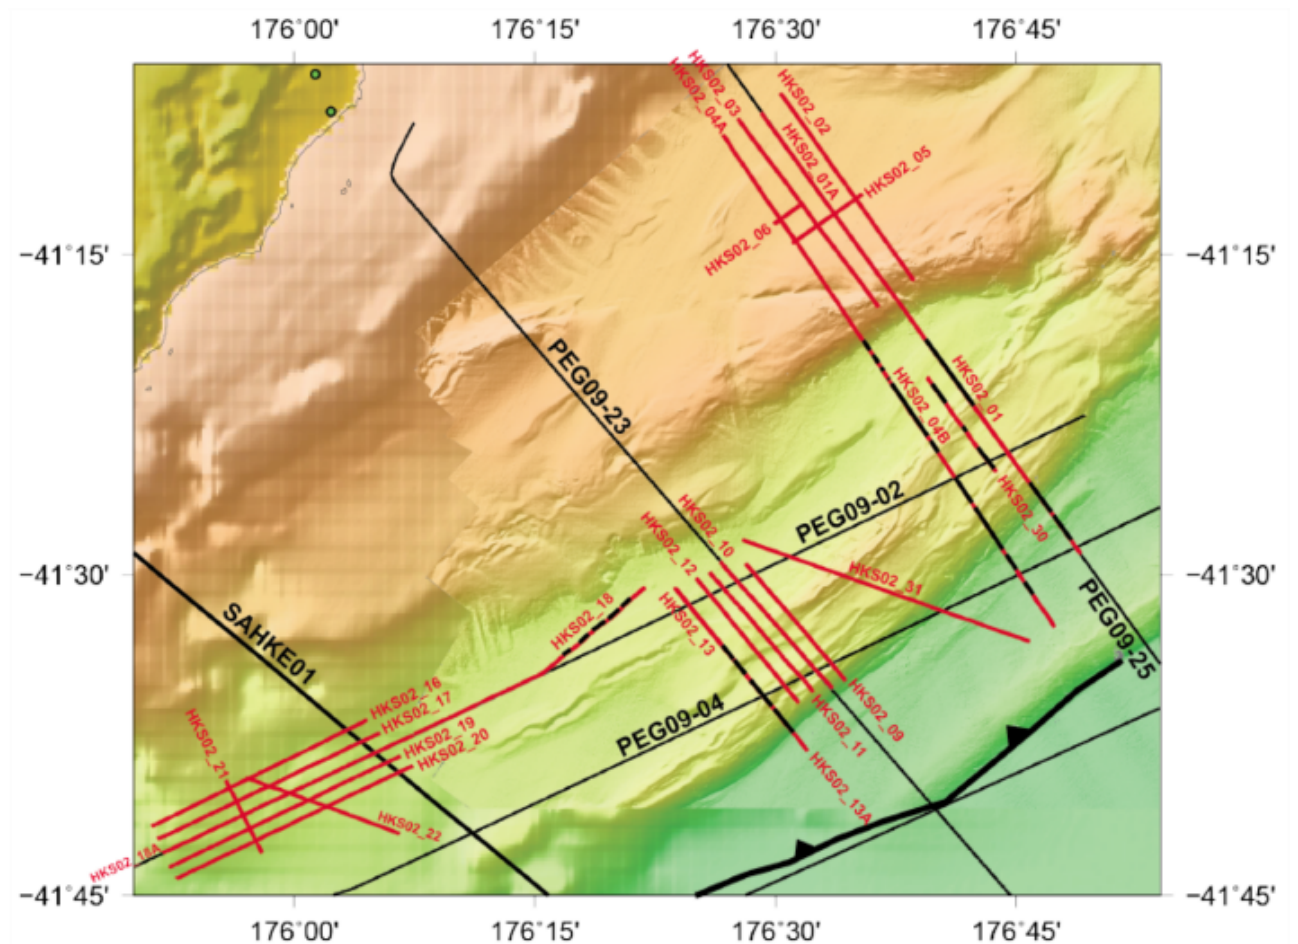 176°00'
176°15'
176°30'
176°45'
HKS02_03
HKS02_04A
HKS02_02
HKS02_01A
HKS02_05
HKS02_06
−41°15'
−41°15'
PEG09-23
HKS02_04B
HKS02_01
HKS02_30
PEG09-02
HKS02_10
HKS02_12
−41°30'
−41°30'
HKS02_31
HKS02_18
HKS02_13
PEG09-25
SAHKE01
HKS02_16
HKS02_17
HKS02_19
HKS02_20
HKS02_21
PEG09-04
HKS02_09
HKS02_11
HKS02_13A
HKS02_22
HKS02_18A
−41°45'
−41°45'
176°00'
176°15'
176°30'
176°45'